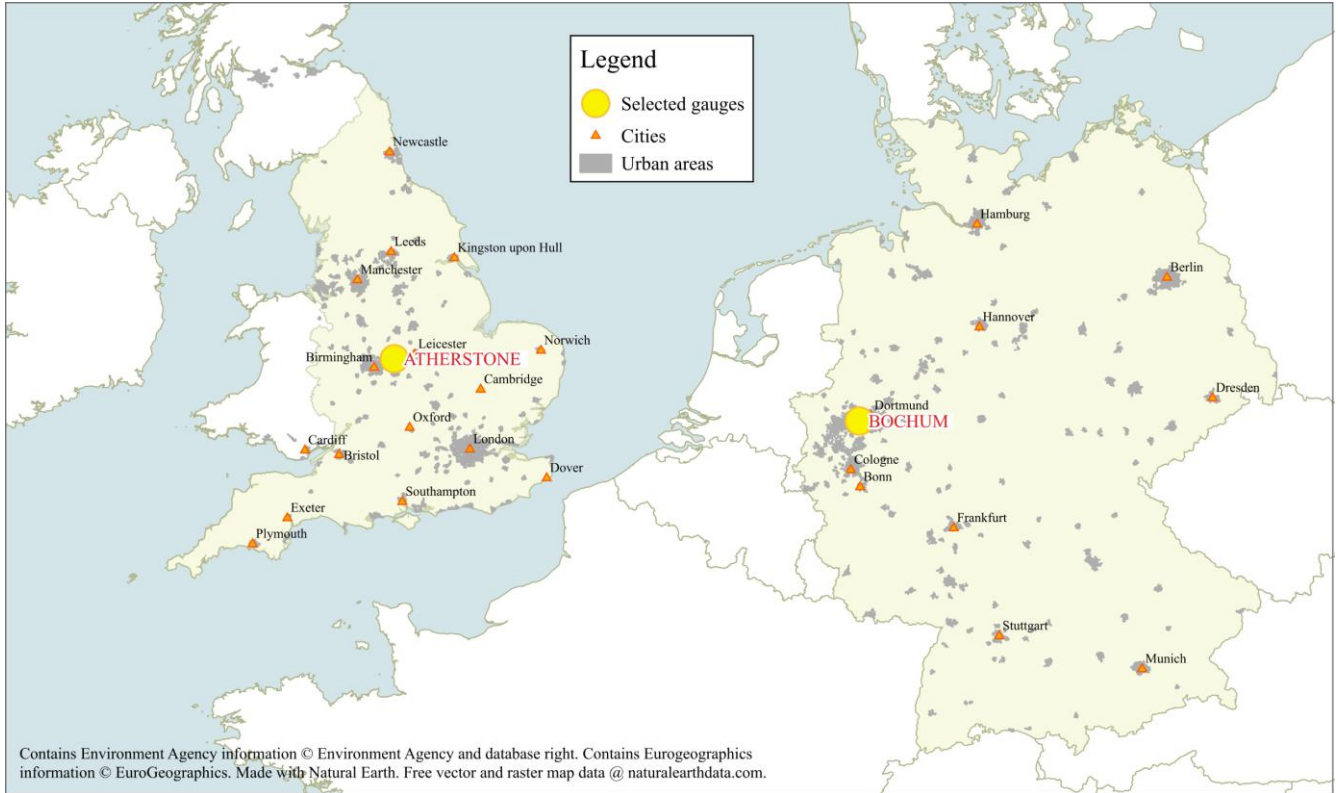 Legend
Selected gauges
Cities
Urban areas
Newcastle
Leeds
Kingston upon Hull
Manchester
Leicester
Norwich
Birmingham
ATHERSTONE
Cambridge
Oxford
Cardiff
London
Bristol
Dover
Southampton
Exeter
Plymouth
Hamburg
Berlin
Hannover
Dresden
Dortmund
BOCHUM
Cologne
Bonn
Frankfurt
Stuttgart
Munich
Contains Environment Agency information © Environment Agency and database right. Contains Eurogeographics
information © EuroGeographics. Made with Natural Earth. Free vector and raster map data @ naturalearthdata.com.